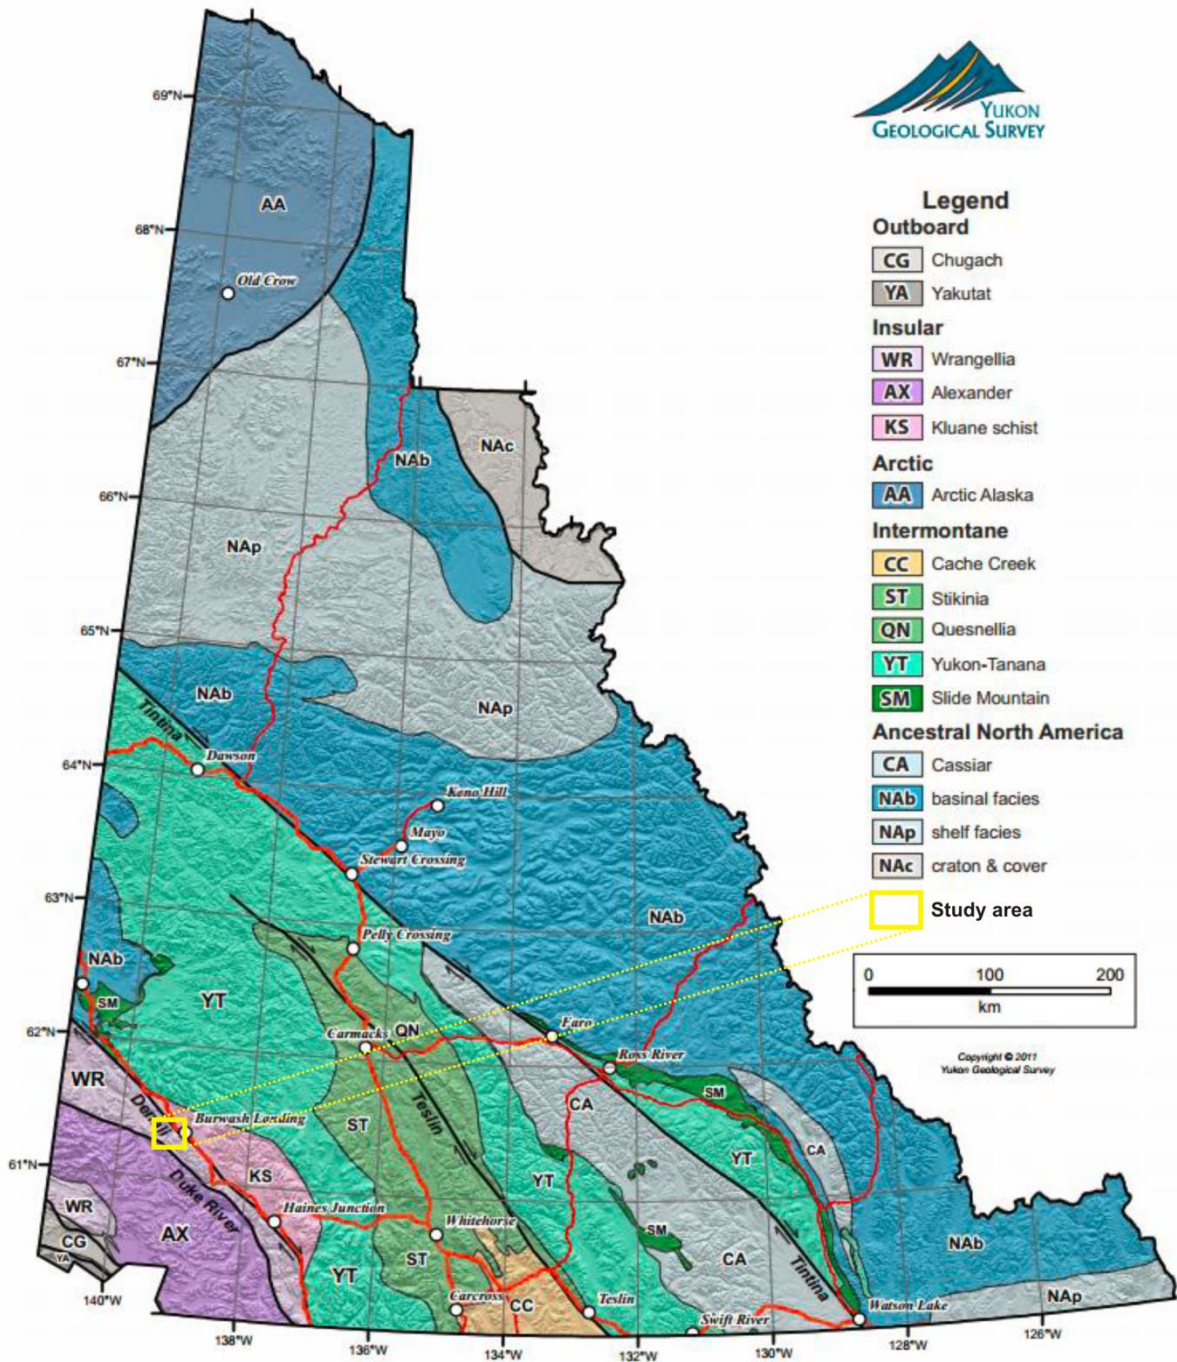 YUKON
GEOLOGICAL SURVEY
Legend
Outboard
CG Chugach
YA Yakutat
Insular
WR Wrangellia
AX Alexander
KS Kluane schist
Arctic
AA Arctic Alaska
Intermontane
CC Cache Creek
ST Stikinia
QN Quesnellia
YT Yukon-Tanana
SM Slide Mountain
Ancestral North America
CA Cassiar
NAb basinal facies
NAp shelf facies
NAc craton & cover
Study area
0 100 200
km
Copyright © 2011
Yukon Geological Survey
69°N
AA
68°N
Old Crow
67°N
NAc
NAb
66°N
NAp
65°N
NAb
NAp
Tintina
Dawson
64°N
Keno Hill
Mayo
Stewart Crossing
63°N
NAb
Pelly Crossing
NAb
SM
YT
62°N
QN
Carmacks
Faro
Ross River
WR
SM
CA
Denali
Burwash Landing
Teslin
ST
CA
YT
61°N
KS
YT
Duke River
WR
Haines Junction
AX
Whitehorse
SM
CG
YA
ST
CA
NAb
YT
Tintina
140°W
Carcross
CC
Teslin
Swift River
Watson Lake
NAp
138°W
136°W
134°W
132°W
130°W
128°W
126°W